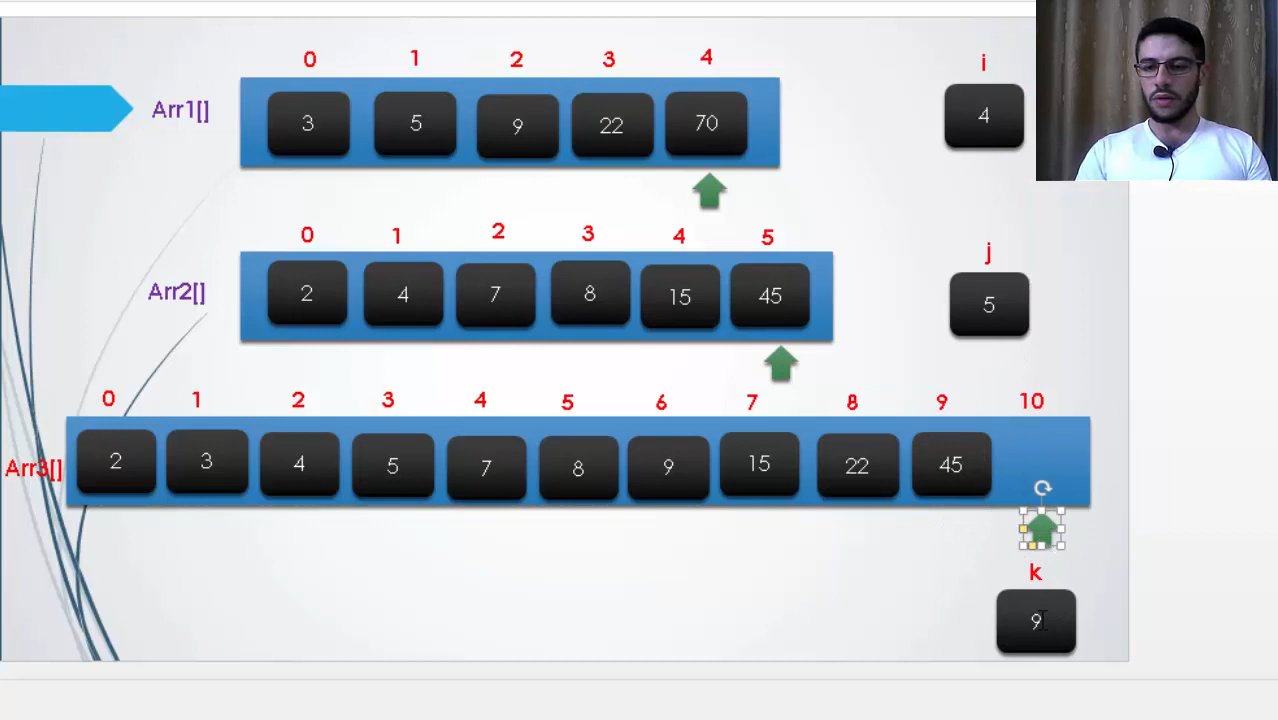 0 1 2 3 4
i
Arr1[]
3 5 9 22 70
4
0 1 2 3 4 5
j
Arr2[]
2 4 7 8 15 45
5
0 1 2 3 4 5 6 7 8 9 10
Arr3[]
2 3 4 5 7 8 9 15 22 45
k
9